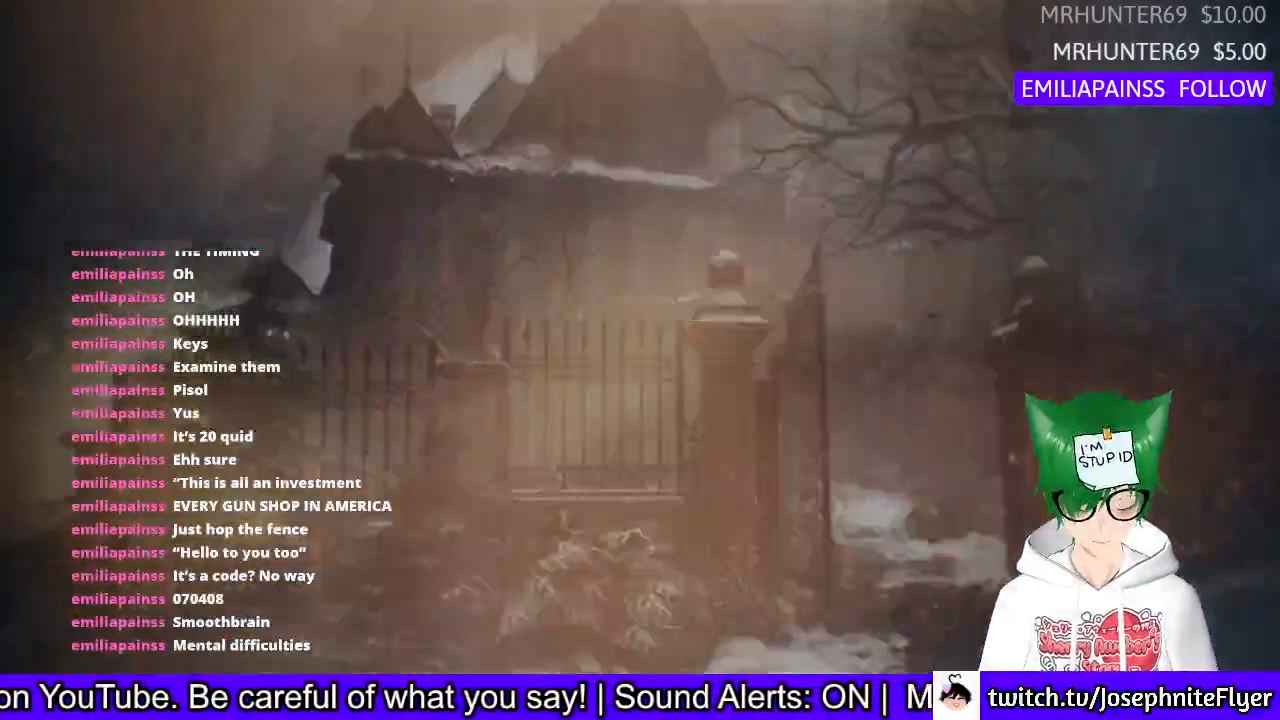 MRHUNTER69 $10.00
MRHUNTER69 $5.00
EMILIAPAINSS FOLLOW
emiliapainss THE TIMING
emiliapainss Oh
emiliapainss OH
emiliapainss OHHHHH
emiliapainss Keys
emiliapainss Examine them
emiliapainss Pisol
emiliapainss Yus
emiliapainss It's 20 quid
emiliapainss Ehh sure
emiliapainss “This is all an investment
emiliapainss EVERY GUN SHOP IN AMERICA
emiliapainss Just hop the fence
emiliapainss “Hello to you too”
emiliapainss It's a code? No way
emiliapainss 070408
emiliapainss Smoothbrain
emiliapainss Mental difficulties
I'M
STUPID
on YouTube. Be careful of what you say! | Sound Alerts: ON | M
twitch.tv/JosephniteFlyer